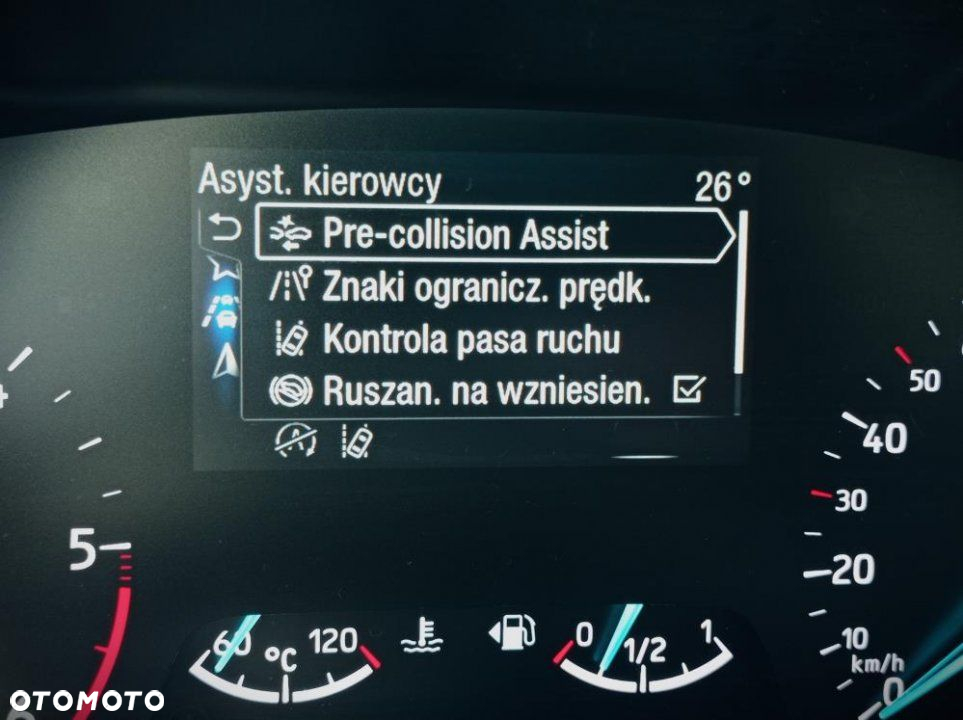 Asyst. kierowcy 26°
Pre-collision Assist
Znaki ogranicz. prędk.
Kontrola pasa ruchu
Ruszan. na wzniesien.
A
5
50
40
30
20
10
km/h
0
60 °C 120
0 1/2 1
OTOMOTO